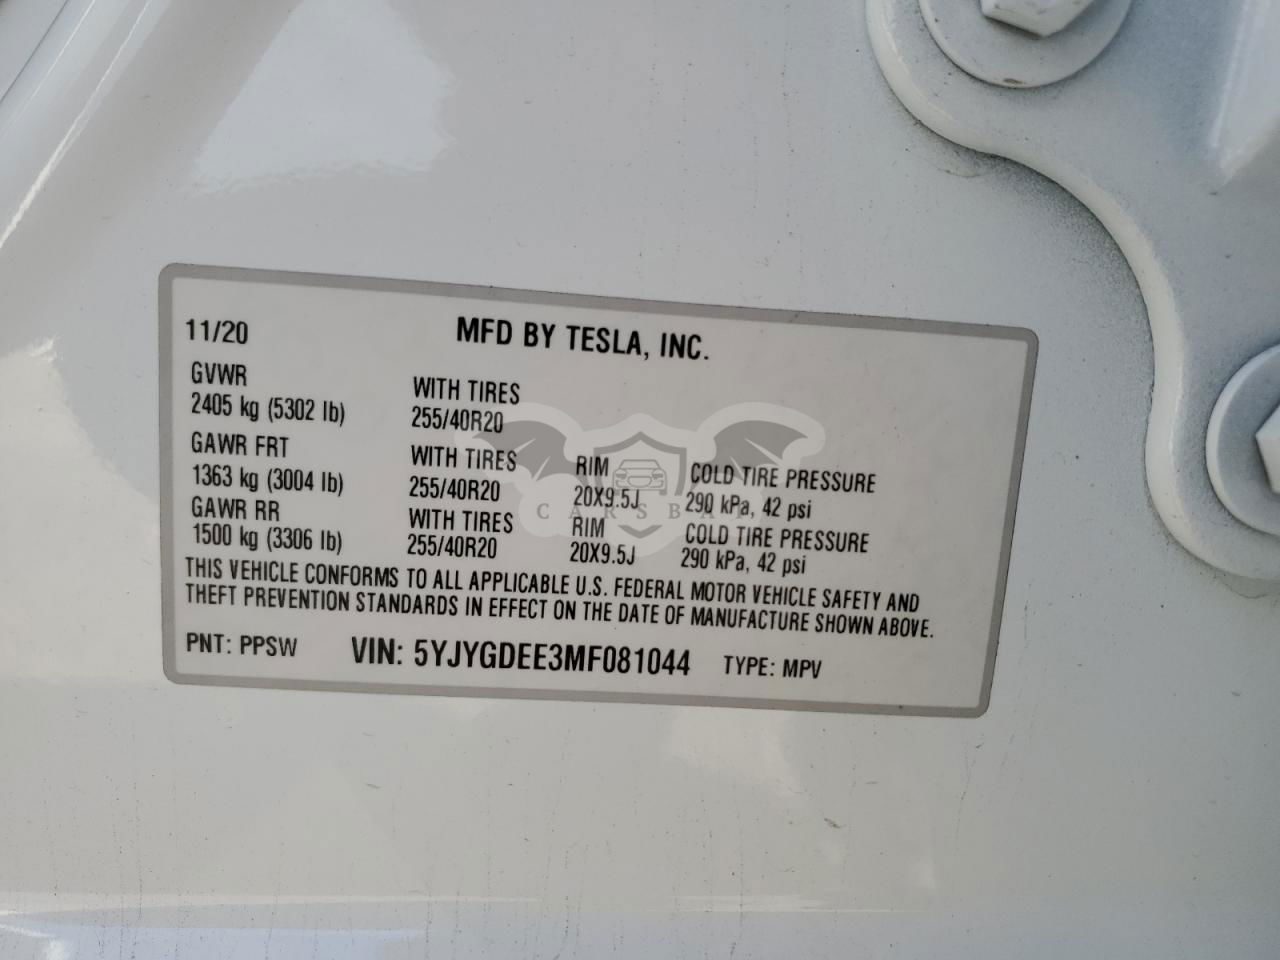 11/20 MFD BY TESLA, INC.
GVWR WITH TIRES
2405 kg (5302 lb) 255/40R20
GAWR FRT WITH TIRES RIM COLD TIRE PRESSURE
1363 kg (3004 lb) 255/40R20 20X9.5J 290 kPa, 42 psi
GAWR RR WITH TIRES RIM COLD TIRE PRESSURE
1500 kg (3306 lb) 255/40R20 20X9.5J 290 kPa, 42 psi
THIS VEHICLE CONFORMS TO ALL APPLICABLE U.S. FEDERAL MOTOR VEHICLE SAFETY AND
THEFT PREVENTION STANDARDS IN EFFECT ON THE DATE OF MANUFACTURE SHOWN ABOVE.
PNT: PPSW VIN: 5YJYGDEE3MF081044 TYPE: MPV
CARSBAT